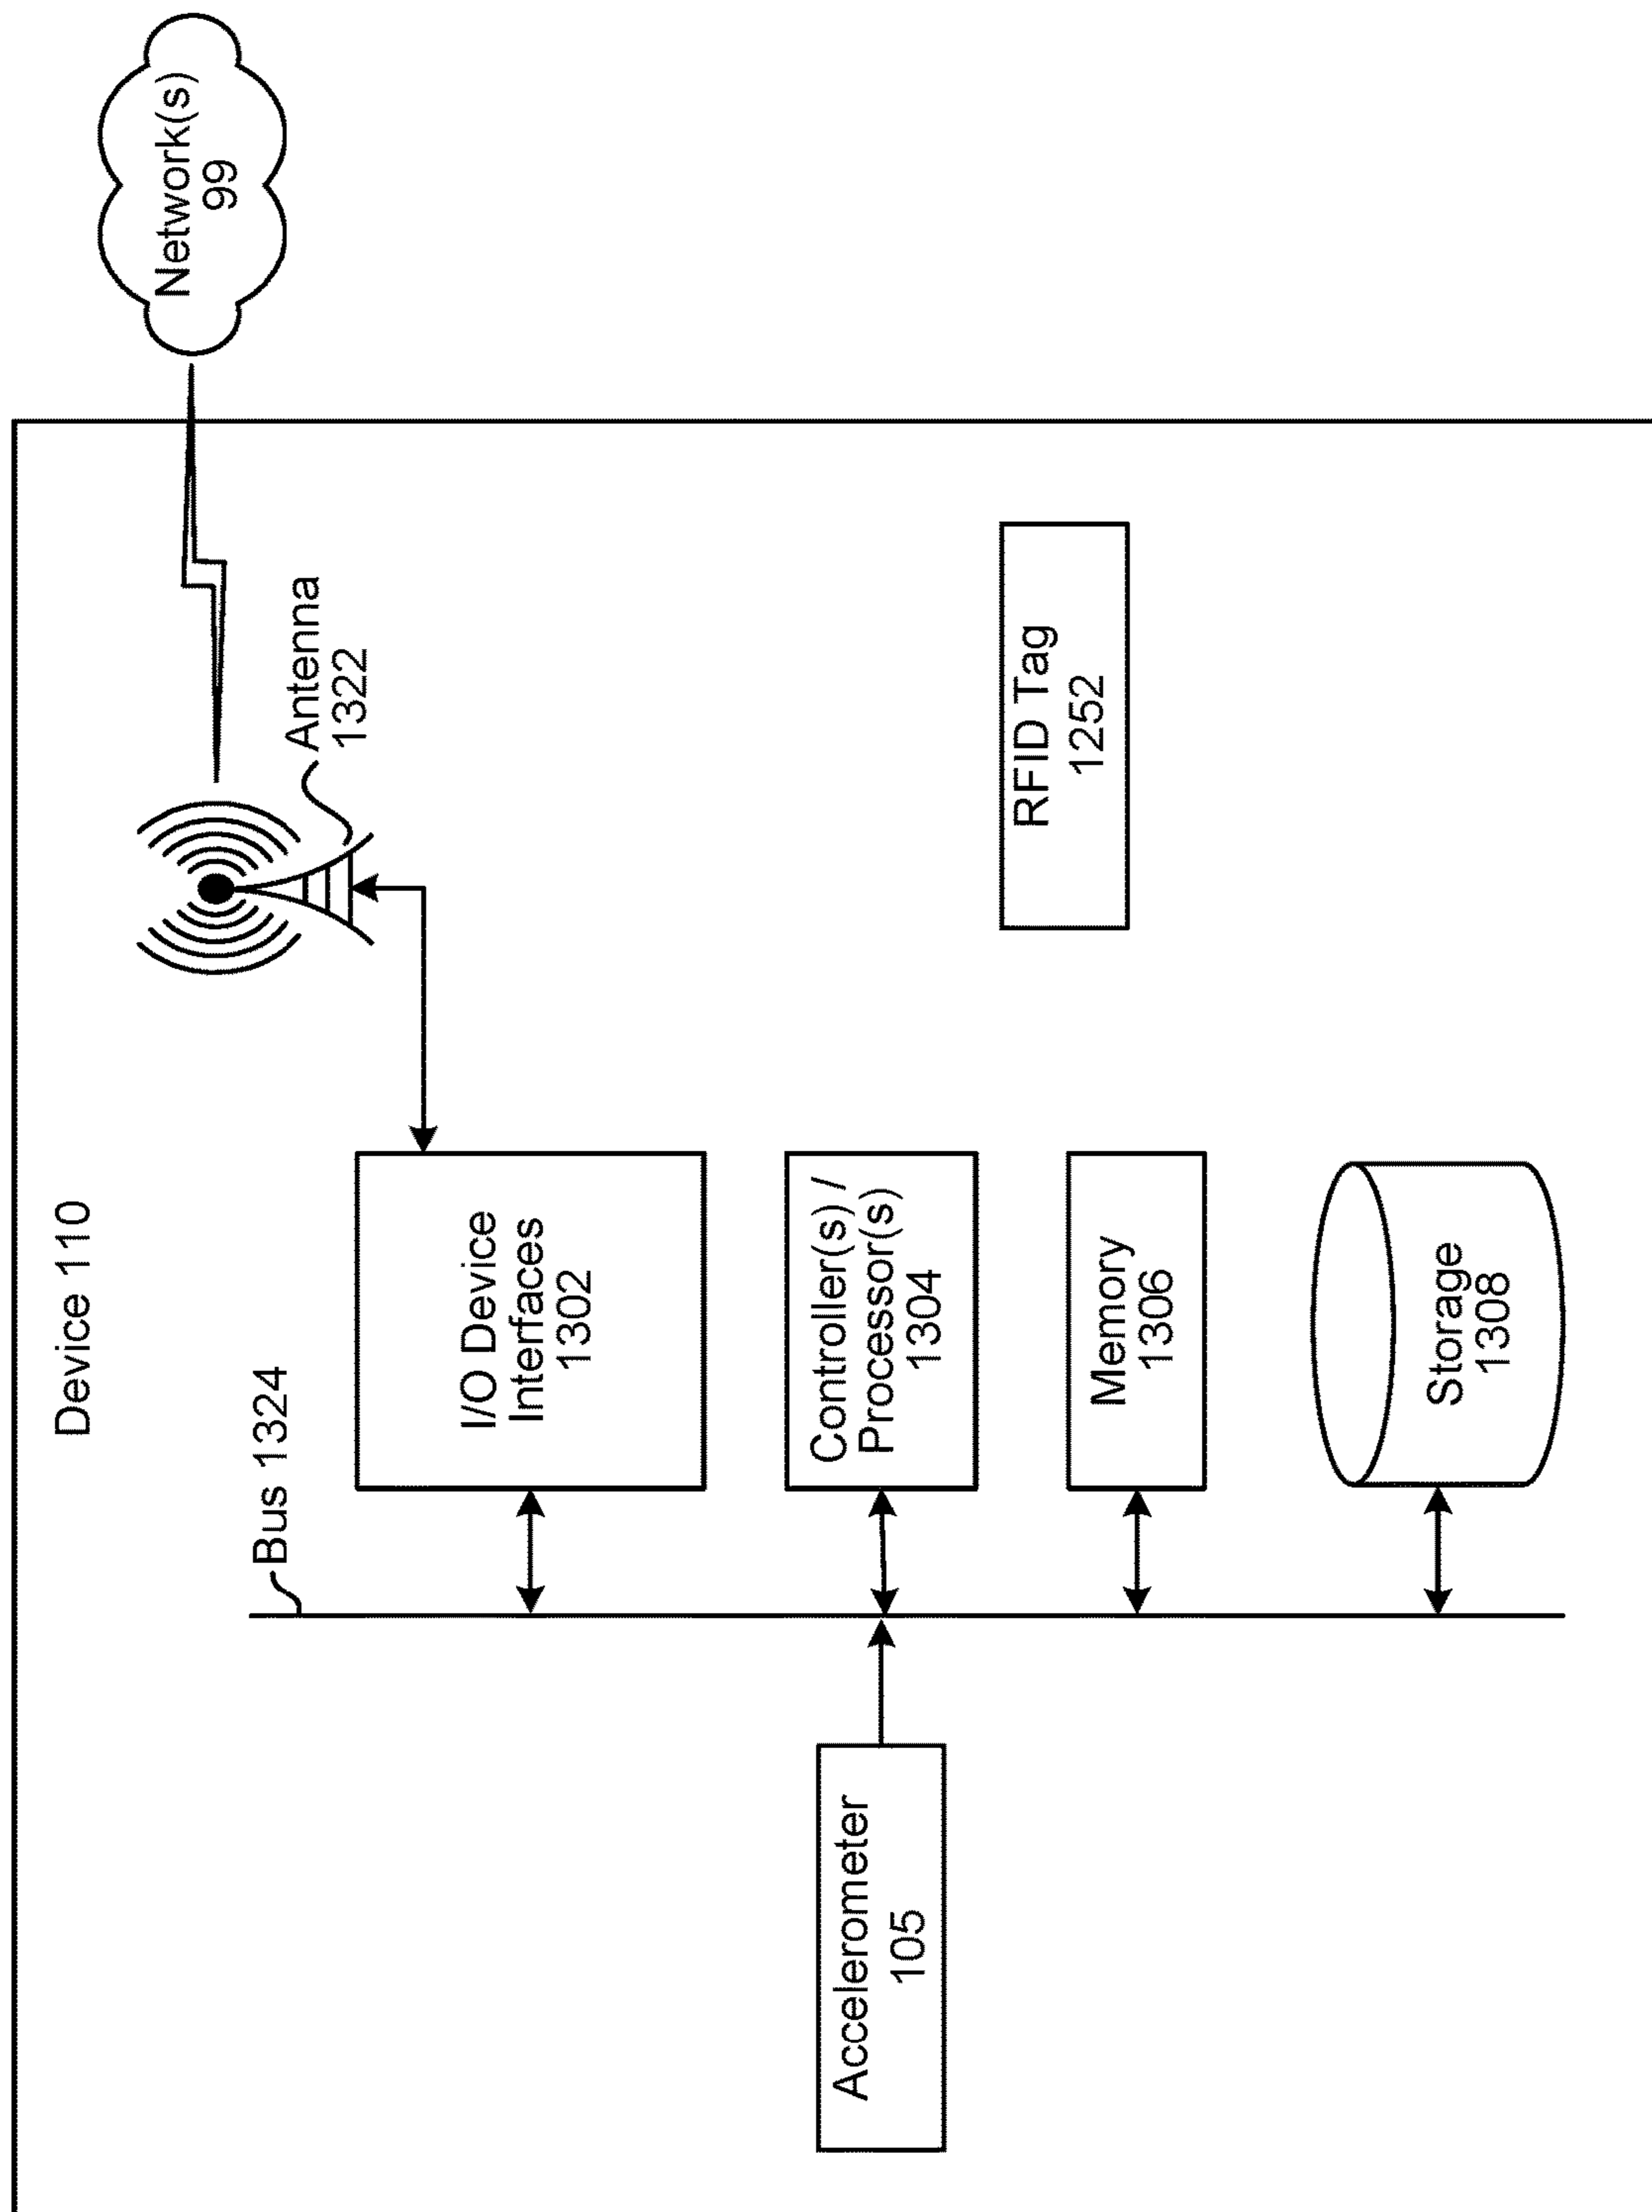 Device 110
Bus 1324
Network(s)
99
Antenna
1322
I/O Device
Interfaces
1302
Accelerometer
105
Controller(s) /
Processor(s)
1304
RFID Tag
1252
Memory
1306
Storage
1308